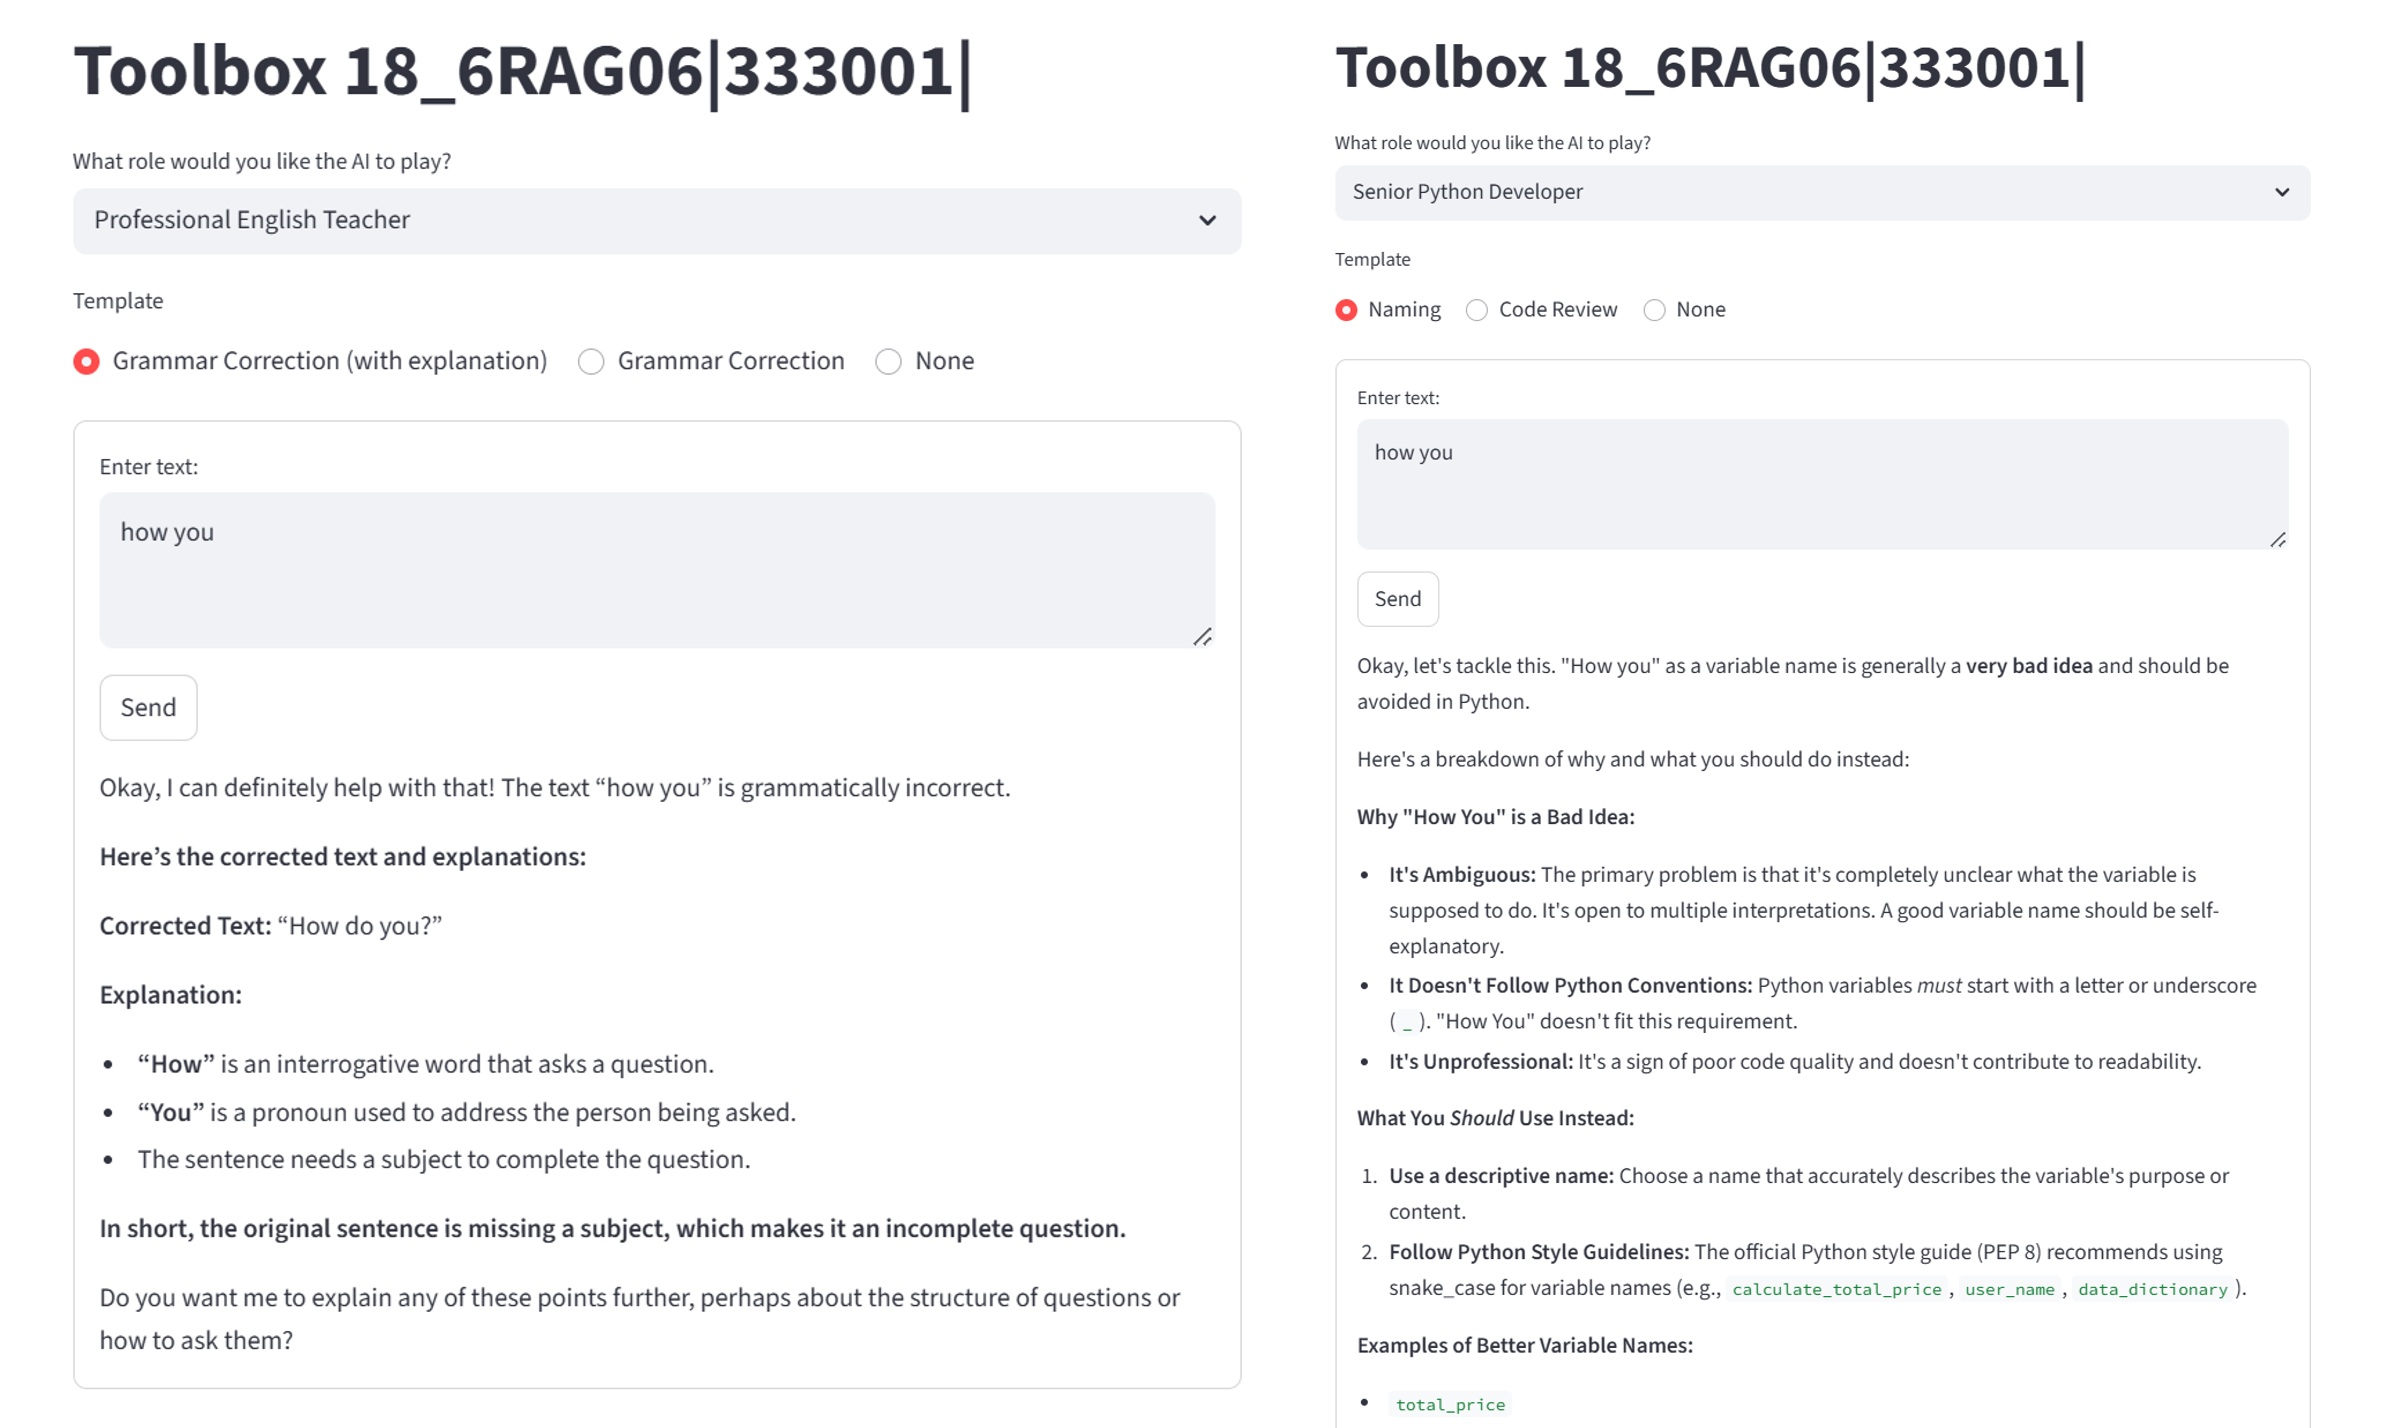 Toolbox 18_6RAG06|333001|
What role would you like the AI to play?
Professional English Teacher
Template
Grammar Correction (with explanation) Grammar Correction None
Enter text:
how you
Send
Okay, I can definitely help with that! The text “how you” is grammatically incorrect.
Here’s the corrected text and explanations:
Corrected Text: “How do you?”
Explanation:
• “How” is an interrogative word that asks a question.
• “You” is a pronoun used to address the person being asked.
• The sentence needs a subject to complete the question.
In short, the original sentence is missing a subject, which makes it an incomplete question.
Do you want me to explain any of these points further, perhaps about the structure of questions or
how to ask them?
Toolbox 18_6RAG06|333001|
What role would you like the AI to play?
Senior Python Developer
Template
Naming Code Review None
Enter text:
how you
Send
Okay, let's tackle this. "How you" as a variable name is generally a very bad idea and should be
avoided in Python.
Here's a breakdown of why and what you should do instead:
Why "How You" is a Bad Idea:
• It's Ambiguous: The primary problem is that it's completely unclear what the variable is
supposed to do. It's open to multiple interpretations. A good variable name should be self-
explanatory.
• It Doesn't Follow Python Conventions: Python variables must start with a letter or underscore
( _ ). "How You" doesn't fit this requirement.
• It's Unprofessional: It's a sign of poor code quality and doesn't contribute to readability.
What You Should Use Instead:
1. Use a descriptive name: Choose a name that accurately describes the variable's purpose or
content.
2. Follow Python Style Guidelines: The official Python style guide (PEP 8) recommends using
snake_case for variable names (e.g., calculate_total_price , user_name , data_dictionary ).
Examples of Better Variable Names:
• total_price